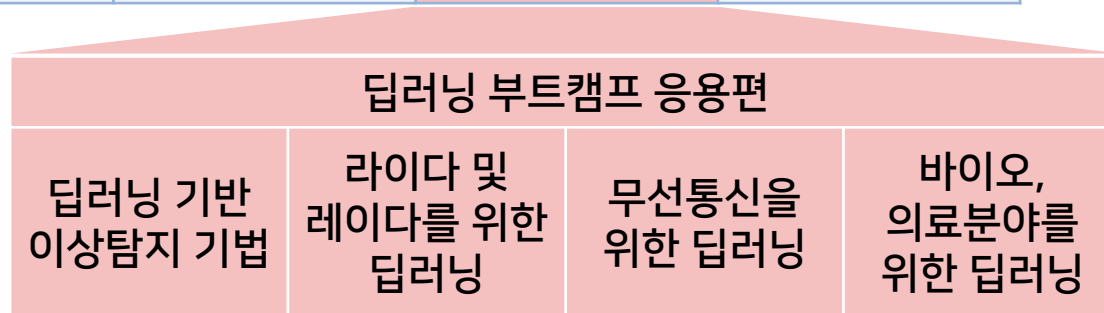 딥러닝 부트캠프 응용편
딥러닝 기반
이상탐지 기법
라이다 및
레이다를 위한
딥러닝
무선통신을
위한 딥러닝
바이오,
의료분야를
위한 딥러닝